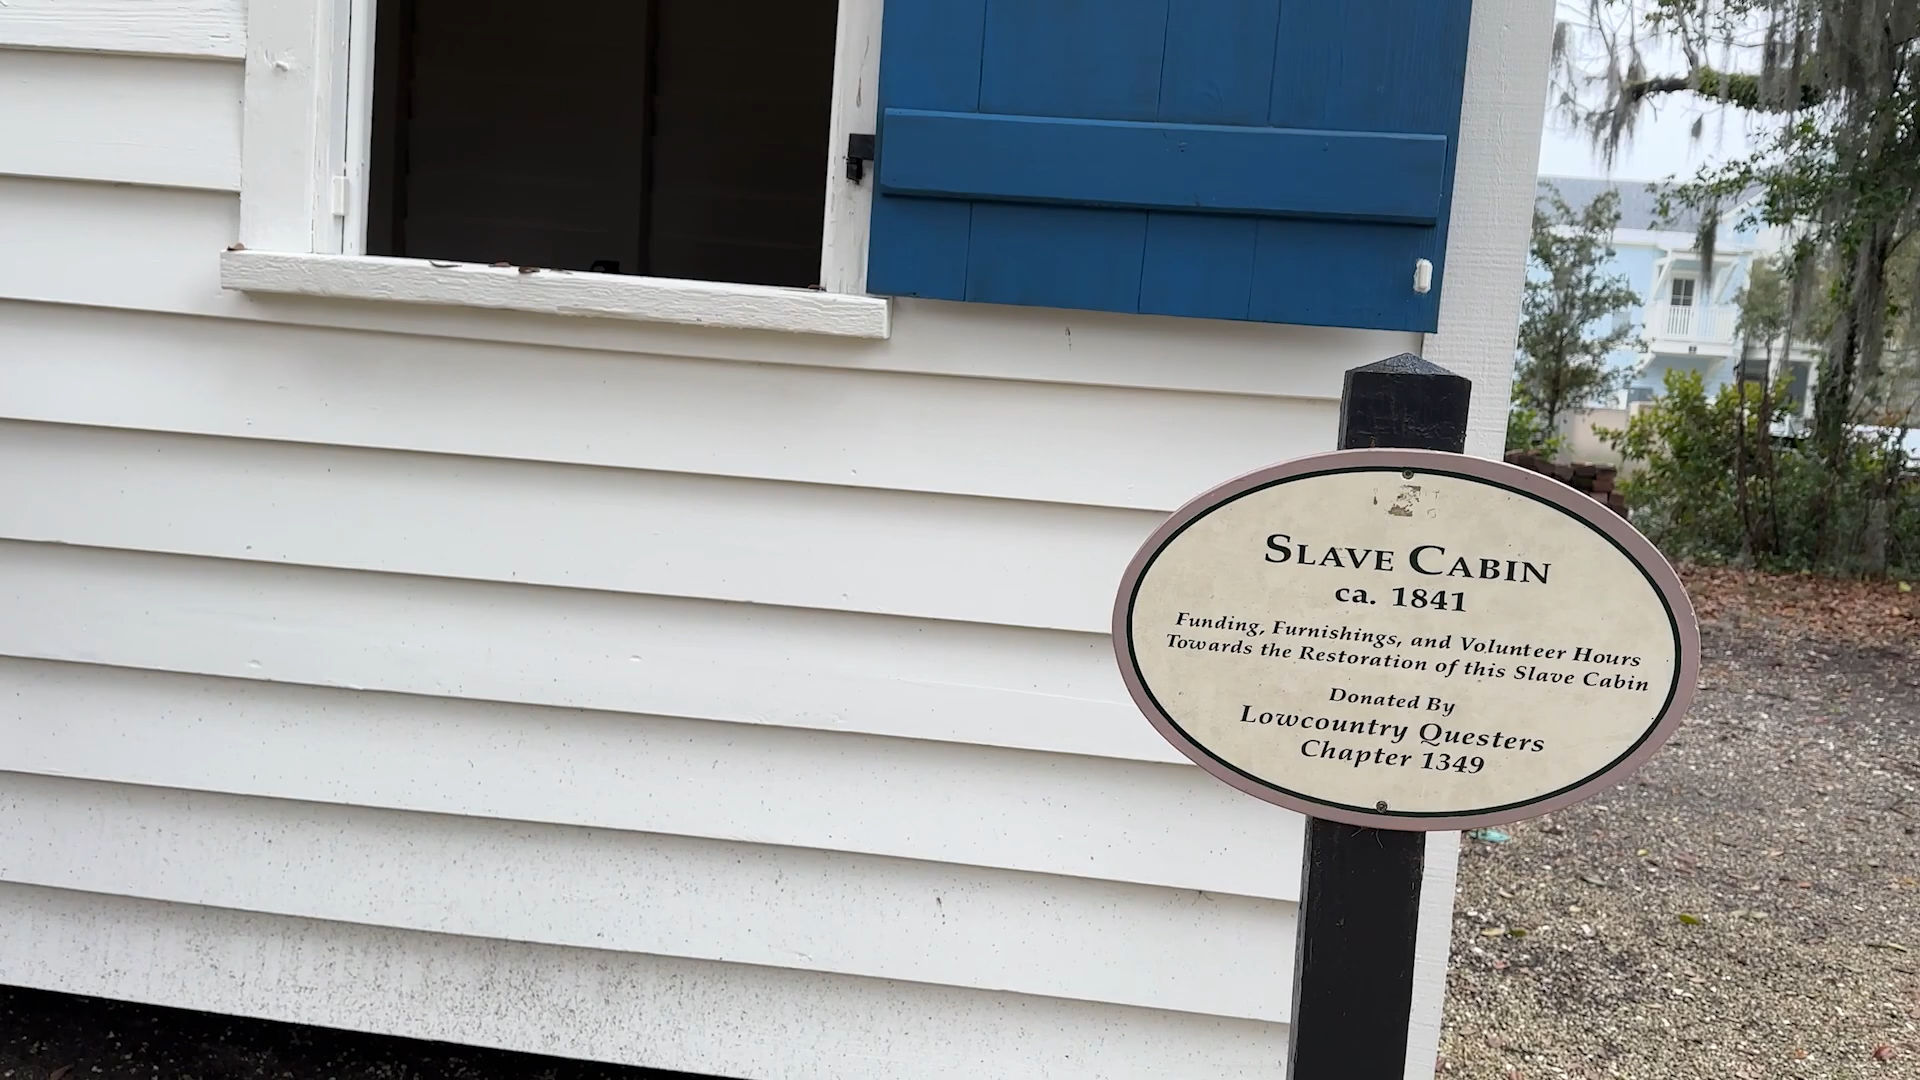 SLAVE CABIN
ca. 1841
Funding, Furnishings, and Volunteer Hours
Towards the Restoration of this Slave Cabin
Donated By
Lowcountry Questers
Chapter 1349